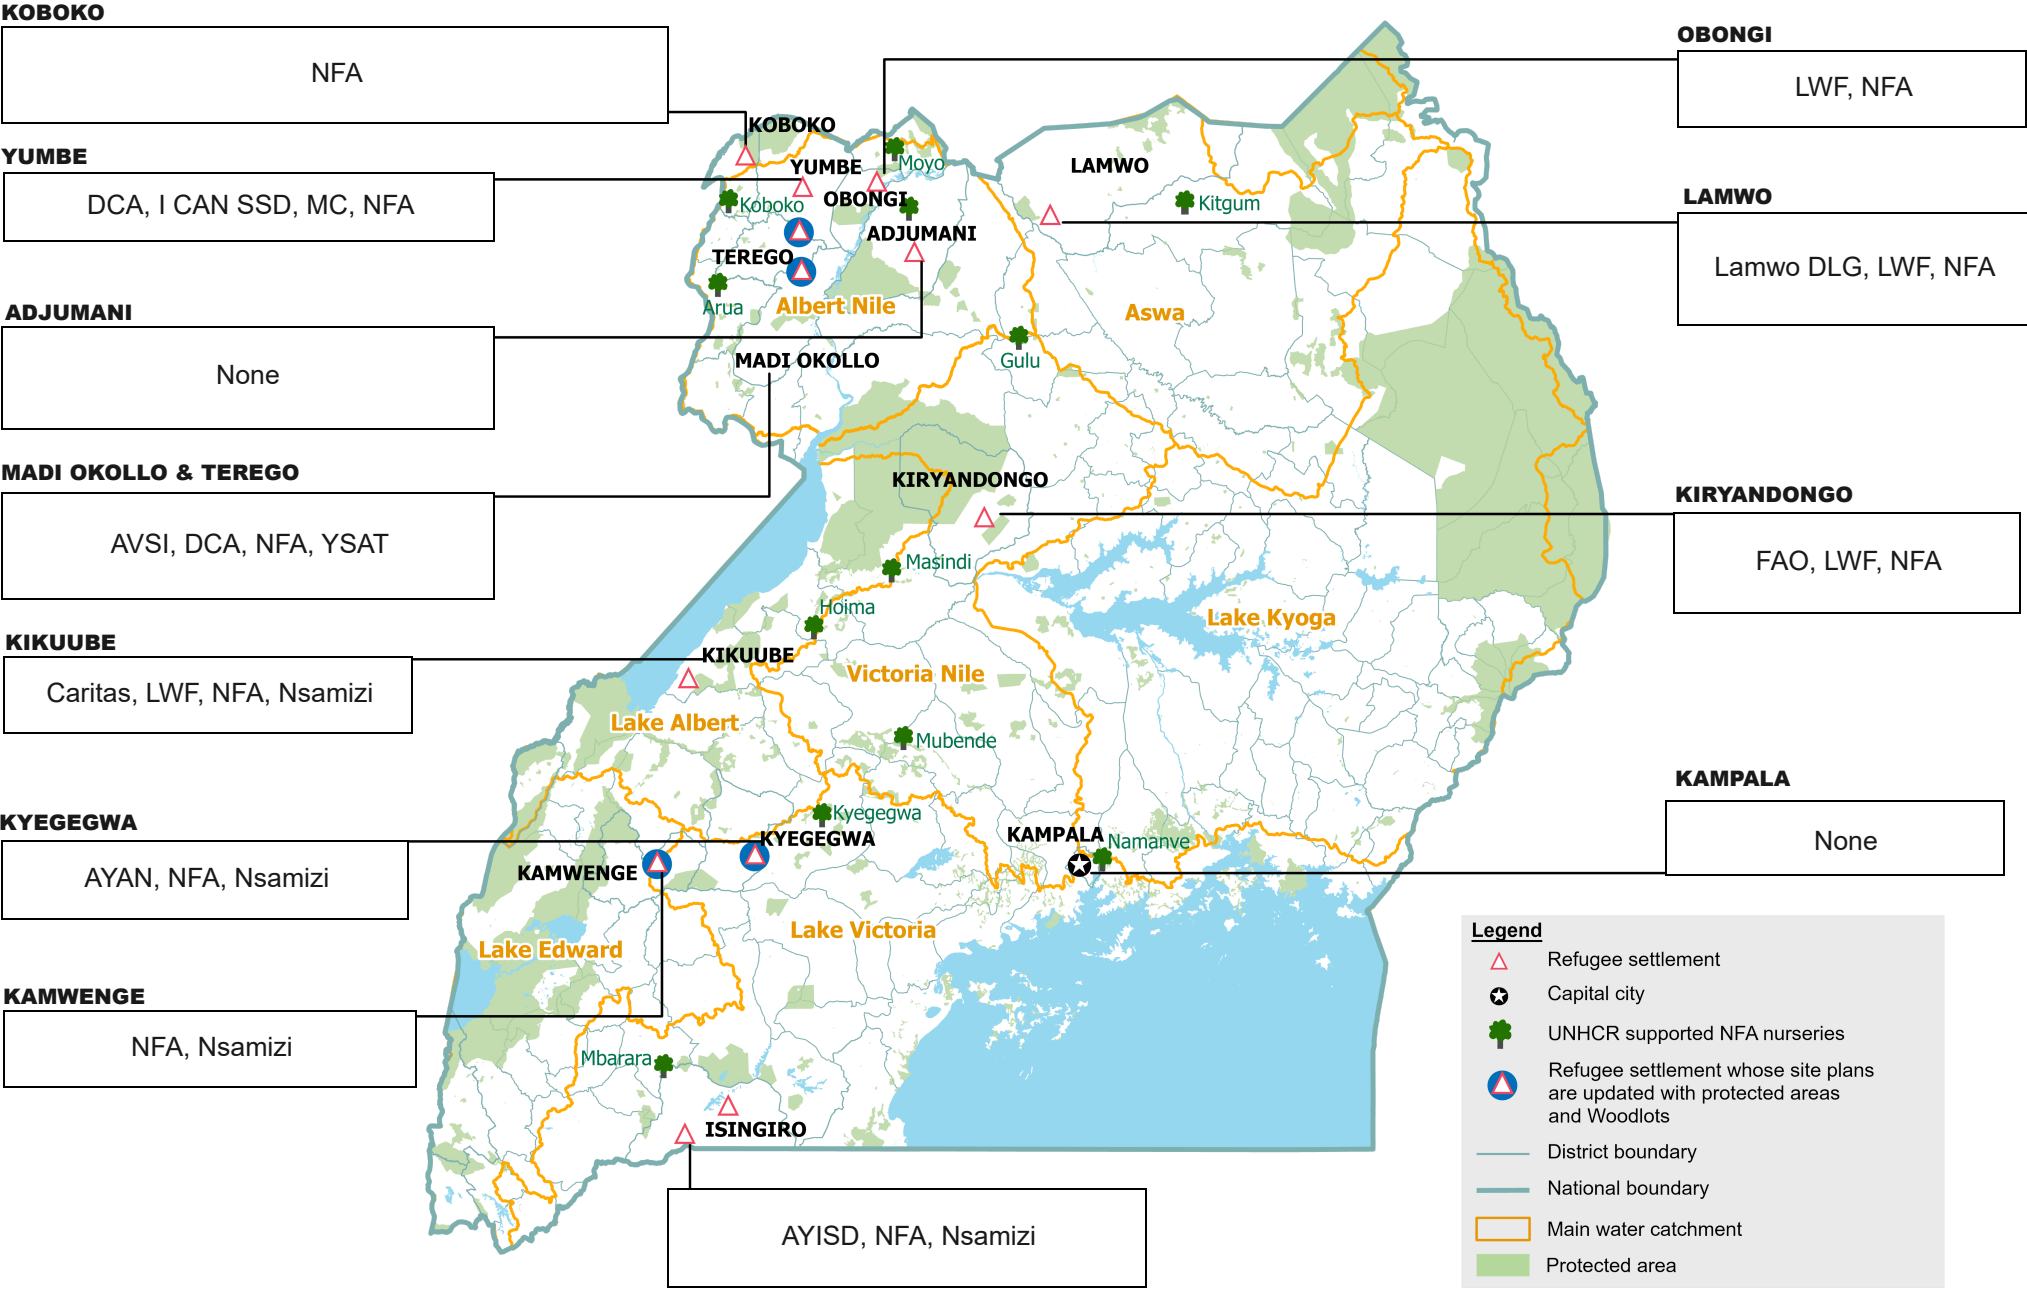 KOBOKO
NFA
YUMBE
DCA, I CAN SSD, MC, NFA
ADJUMANI
None
MADI OKOLLO & TEREGO
AVSI, DCA, NFA, YSAT
KIKUUBE
Caritas, LWF, NFA, Nsamizi
KYEGEGWA
AYAN, NFA, Nsamizi
KAMWENGE
NFA, Nsamizi
OBONGI
LWF, NFA
LAMWO
Lamwo DLG, LWF, NFA
KIRYANDONGO
FAO, LWF, NFA
KAMPALA
None
AYISD, NFA, Nsamizi
KOBOKO
YUMBE
Moyo
LAMWO
OBONGI
Koboko
Kitgum
ADJUMANI
TEREGO
Arua
Albert Nile
Aswa
MADI OKOLLO
Gulu
KIRYANDONGO
Masindi
Hoima
Lake Kyoga
KIKUUBE
Victoria Nile
Lake Albert
Mubende
Kyegegwa
KYEGEGWA
KAMPALA
Namanve
KAMWENGE
Lake Victoria
Lake Edward
Mbarara
ISINGIRO
Legend
Refugee settlement
Capital city
UNHCR supported NFA nurseries
Refugee settlement whose site plans
are updated with protected areas
and Woodlots
District boundary
National boundary
Main water catchment
Protected area